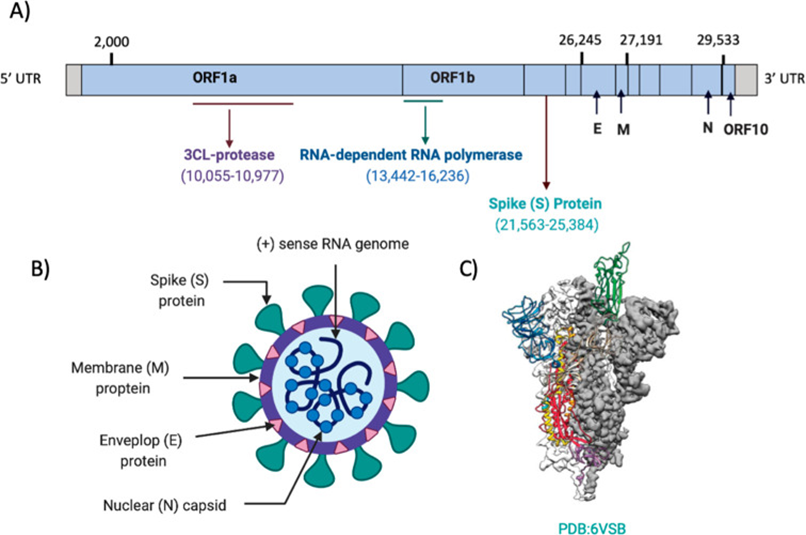 A)
2,000
26,245
27,191
29,533
5' UTR
ORF1a
ORF1b
3' UTR
E
M
N
ORF10
3CL-protease
(10,055-10,977)
RNA-dependent RNA polymerase
(13,442-16,236)
Spike (S) Protein
(21,563-25,384)
B)
(+) sense RNA genome
Spike (S)
protein
Membrane (M)
proptein
Enveplop (E)
protein
Nuclear (N) capsid
C)
PDB:6VSB